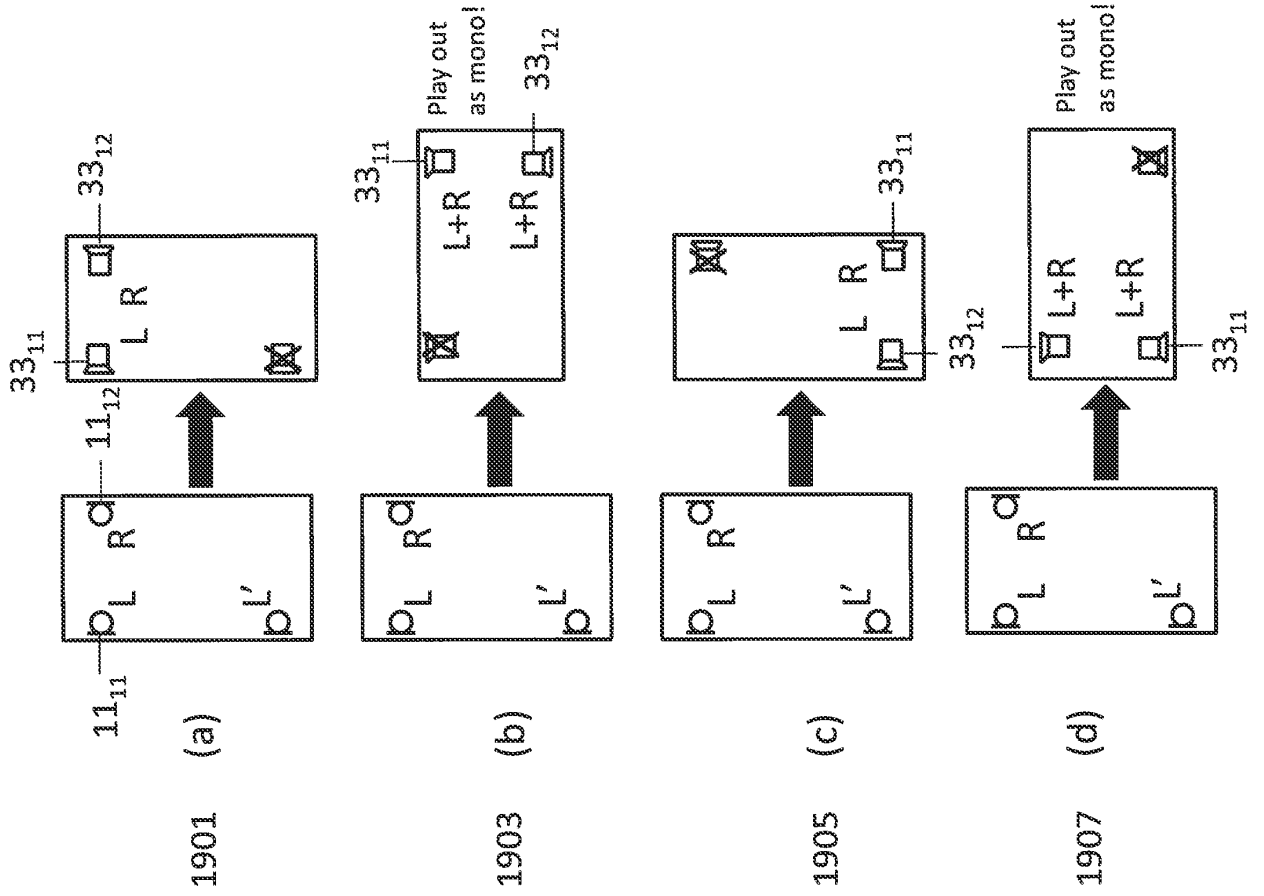 1901
(a)
11₁₁
11₁₂
L R
L'
33₁₁
33₁₂
L R
1903
(b)
L R
L'
33₁₁
L+R
L+R
33₁₂
Play out
as mono!
1905
(c)
L R
L'
L R
33₁₁
33₁₂
1907
(d)
L R
L'
L+R
L+R
33₁₁
Play out
as mono!